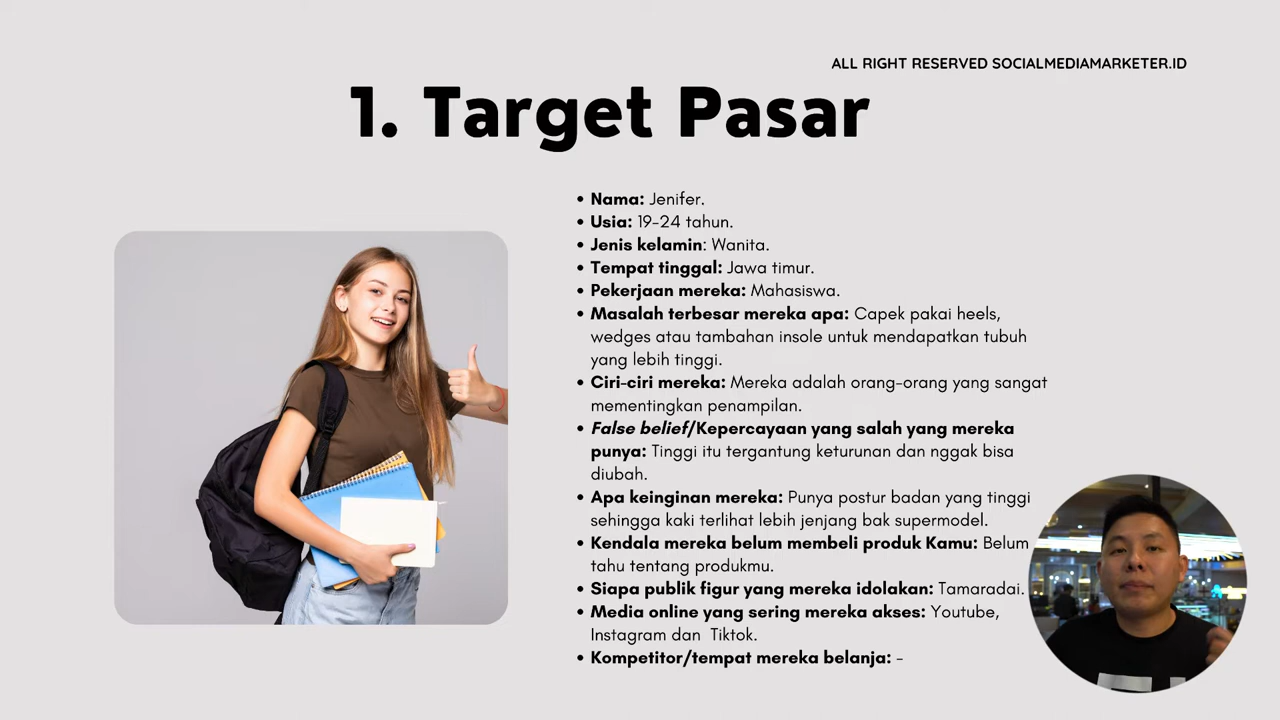 ALL RIGHT RESERVED SOCIALMEDIAMARKETER.ID
1. Target Pasar
• Nama: Jenifer.
• Usia: 19-24 tahun.
• Jenis kelamin: Wanita.
• Tempat tinggal: Jawa timur.
• Pekerjaan mereka: Mahasiswa.
• Masalah terbesar mereka apa: Capek pakai heels,
wedges atau tambahan insole untuk mendapatkan tubuh
yang lebih tinggi.
• Ciri-ciri mereka: Mereka adalah orang-orang yang sangat
mementingkan penampilan.
• False belief/Kepercayaan yang salah yang mereka
punya: Tinggi itu tergantung keturunan dan nggak bisa
diubah.
• Apa keinginan mereka: Punya postur badan yang tinggi
sehingga kaki terlihat lebih jenjang bak supermodel.
• Kendala mereka belum membeli produk Kamu: Belum
tahu tentang produkmu.
• Siapa publik figur yang mereka idolakan: Tamaradai.
• Media online yang sering mereka akses: Youtube,
Instagram dan Tiktok.
• Kompetitor/tempat mereka belanja: -